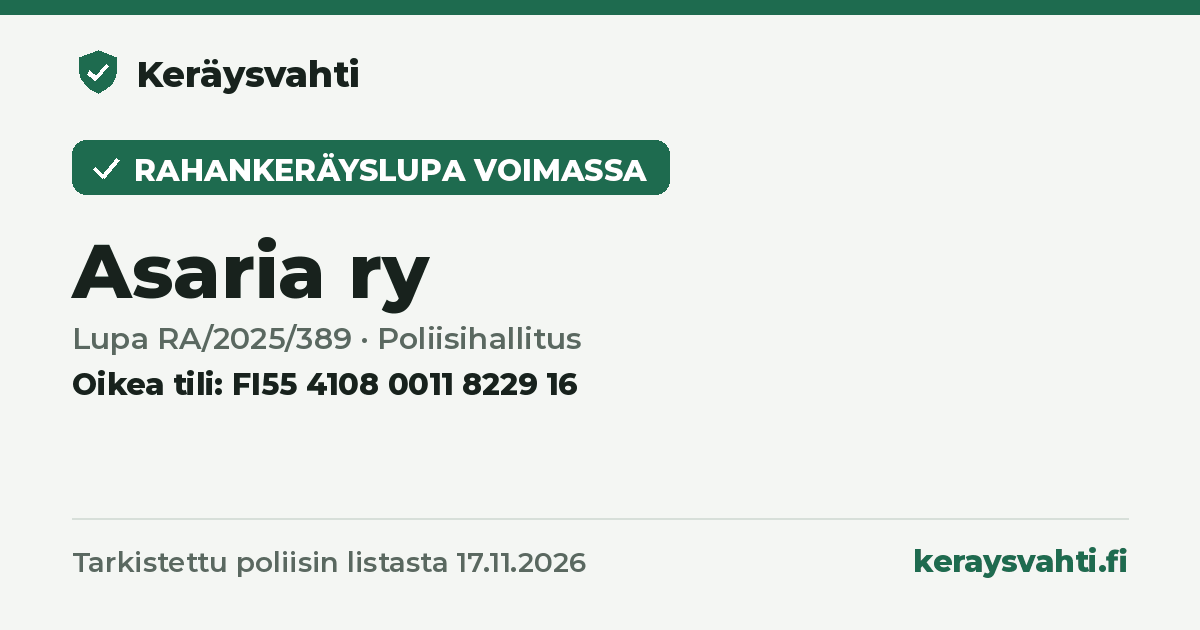 Keräysvahti
RAHANKERÄYSLUPA VOIMASSA
Asaria ry
Lupa RA/2025/389 · Poliisihallitus
Oikea tili: FI55 4108 0011 8229 16
Tarkistettu poliisin listasta 17.11.2026
keraysvahti.fi